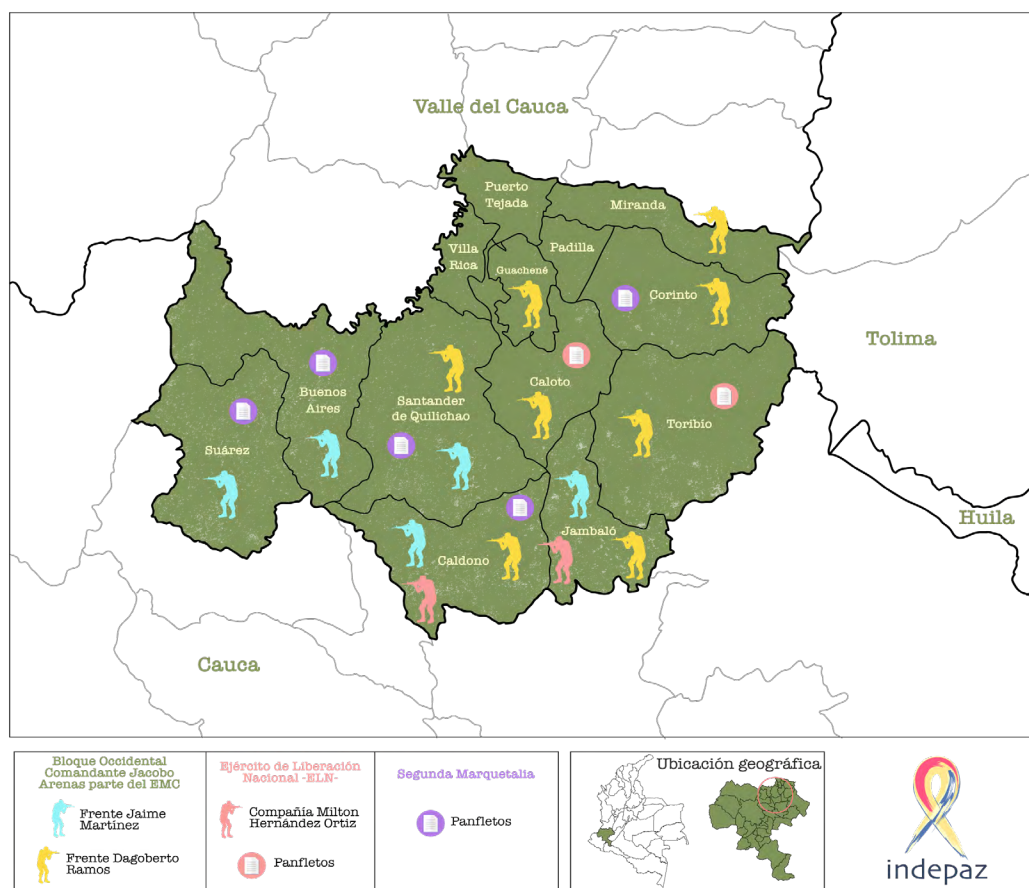 Valle del Cauca
Puerto
Tejada
Miranda
Villa
Rica
Padilla
Guachené
Corinto
Tolima
Buenos
Aires
Caloto
Santander
de Quilichao
Toribío
Suárez
Huila
Jambaló
Caldono
Cauca
Bloque Occidental
Comandante Jacobo
Arenas parte del EMC
Frente Jaime
Martínez
Frente Dagoberto
Ramos
Ejército de Liberación
Nacional -ELN-
Compañía Milton
Hernández Ortiz
Panfletos
Segunda Marquetalia
Panfletos
Ubicación geográfica
indepaz